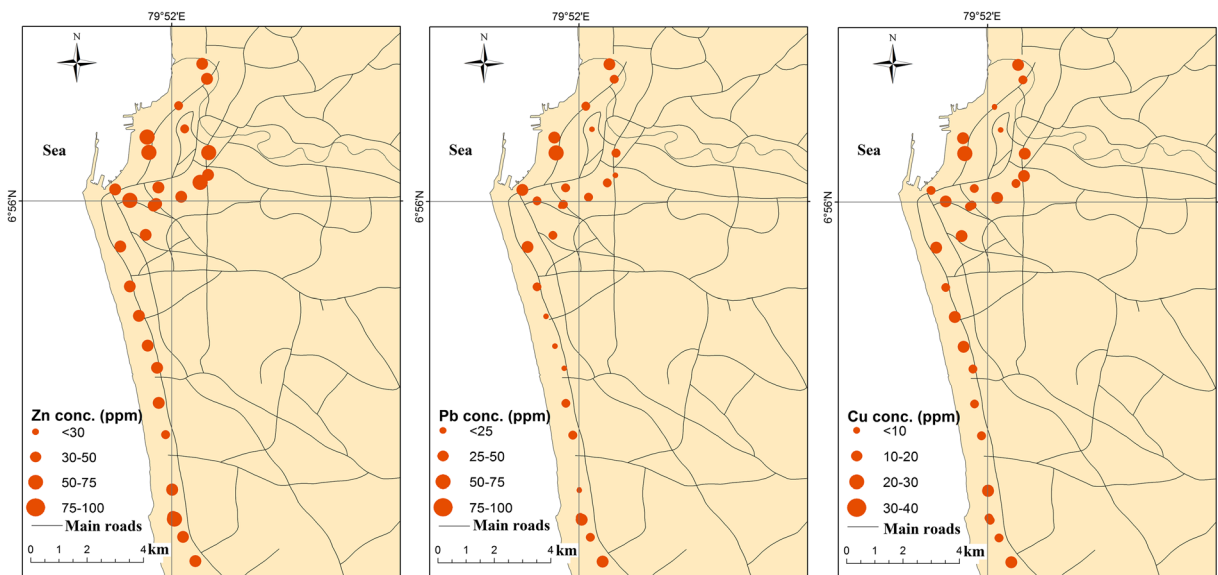 79°52'E
N
Sea
6°56'N
Zn conc. (ppm)
<30
30-50
50-75
75-100
Main roads
0 2 4 km
79°52'E
N
Sea
6°56'N
Pb conc. (ppm)
<25
25-50
50-75
75-100
Main roads
0 2 4 km
79°52'E
N
Sea
6°56'N
Cu conc. (ppm)
<10
10-20
20-30
30-40
Main roads
0 2 4 km